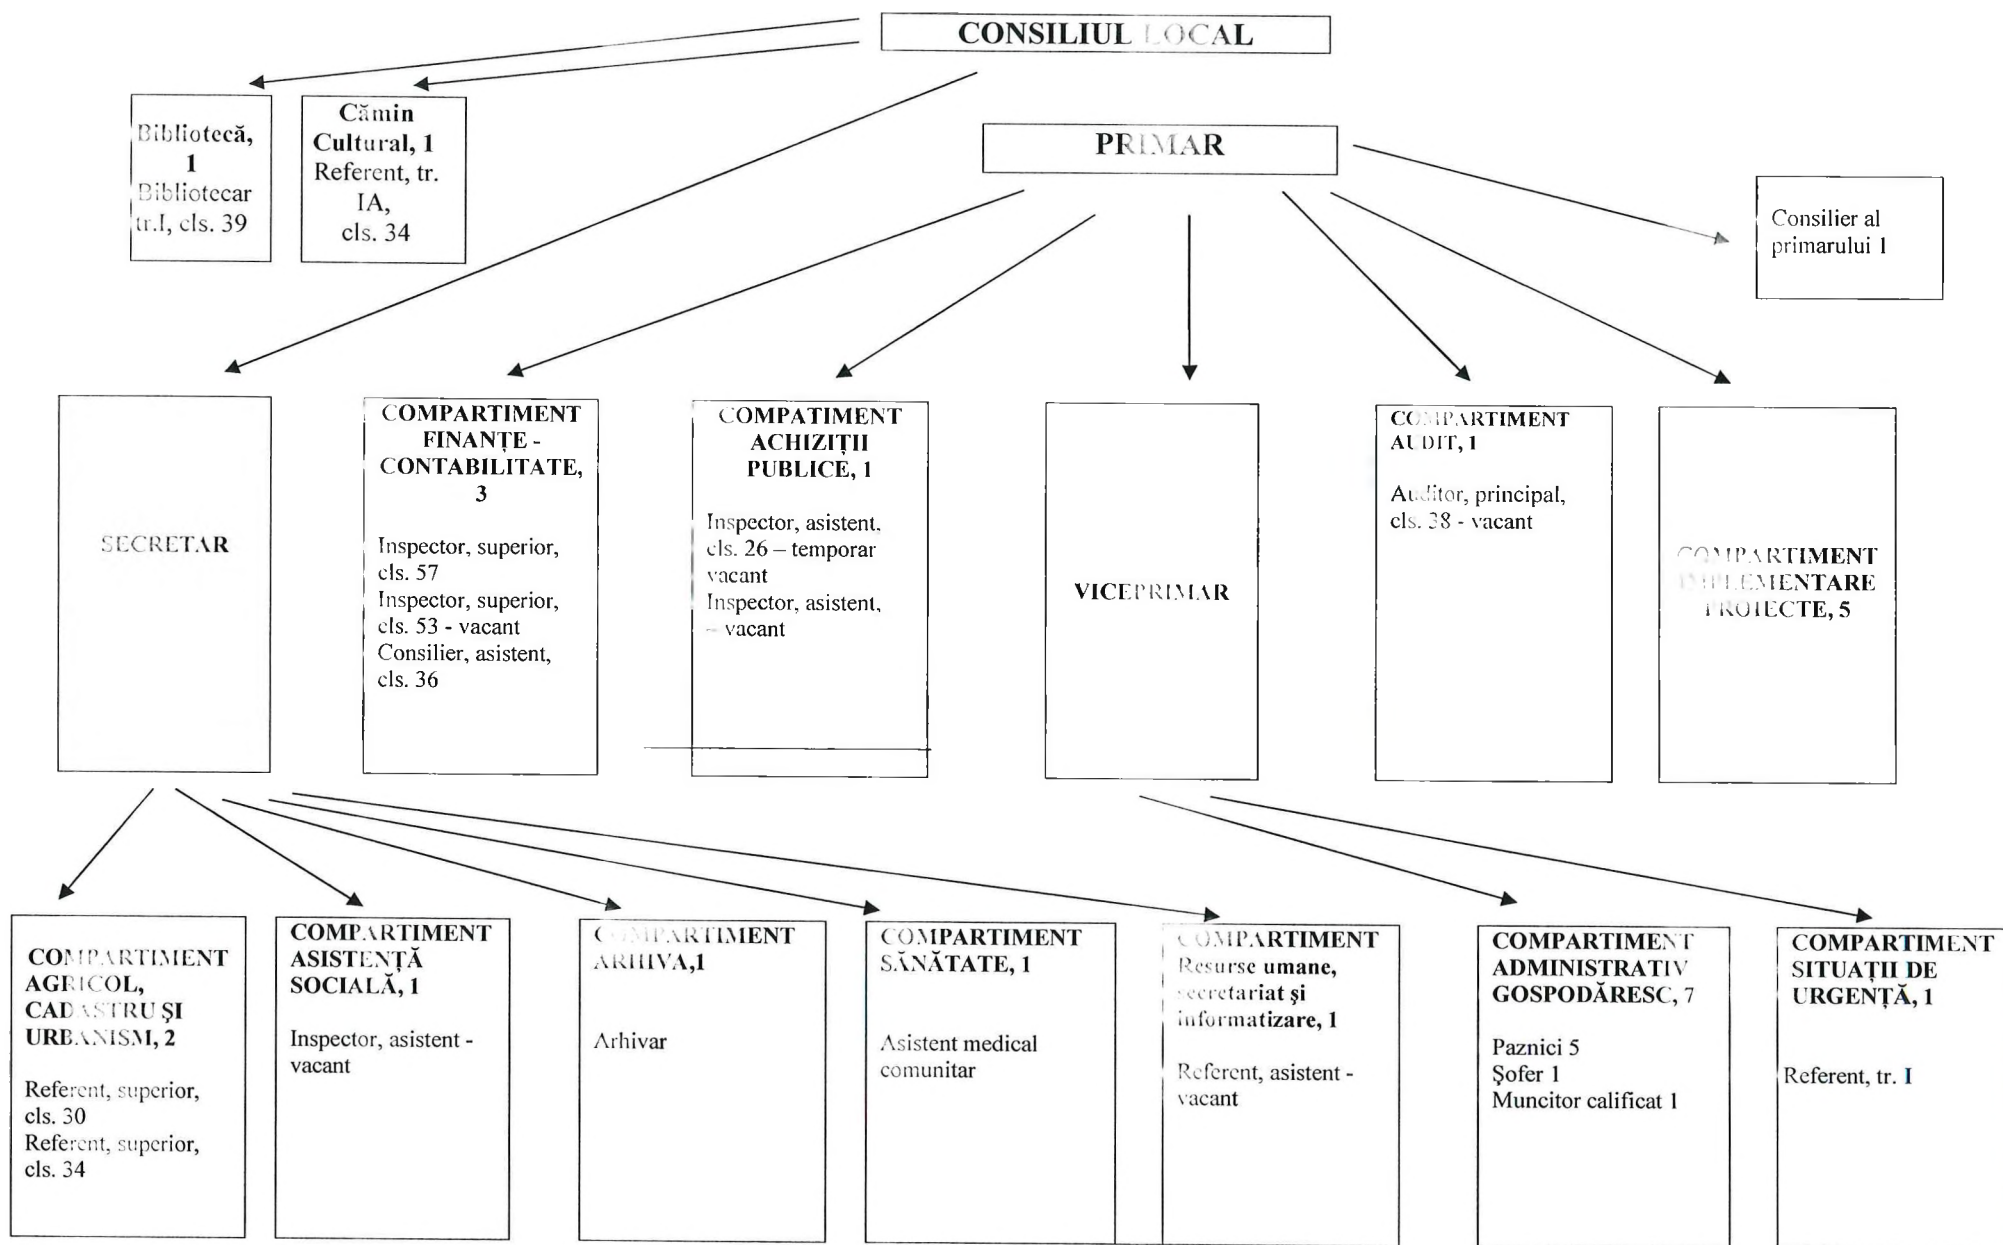 CONSILIUL LOCAL
Bibliotecă,
1
Bibliotecar
tr.I, cls. 39
Cămin
Cultural, 1
Referent, tr.
IA,
cls. 34
PRIMAR
Consilier al
primarului 1
SECRETAR
COMPARTIMENT
FINANȚE -
CONTABILITATE,
3
Inspector, superior,
cls. 57
Inspector, superior,
cls. 53 - vacant
Consilier, asistent,
cls. 36
COMPATIMENT
ACHIZIȚII
PUBLICE, 1
Inspector, asistent,
cls. 26 – temporar
vacant
Inspector, asistent,
– vacant
VICEPRIMAR
COMPARTIMENT
AUDIT, 1
Auditor, principal,
cls. 38 - vacant
COMPARTIMENT
IMPLEMENTARE
PROIECTE, 5
COMPARTIMENT
AGRICOL,
CADASTRU ŞI
URBANISM, 2
Referent, superior,
cls. 30
Referent, superior,
cls. 34
COMPARTIMENT
ASISTENȚĂ
SOCIALĂ, 1
Inspector, asistent -
vacant
COMPARTIMENT
ARHIVA,1
Arhivar
COMPARTIMENT
SĂNĂTATE, 1
Asistent medical
comunitar
COMPARTIMENT
Resurse umane,
secretariat şi
informatizare, 1
Referent, asistent -
vacant
COMPARTIMENT
ADMINISTRATIV
GOSPODĂRESC, 7
Paznici 5
Şofer 1
Muncitor calificat 1
COMPARTIMENT
SITUAȚII DE
URGENȚĂ, 1
Referent, tr. I